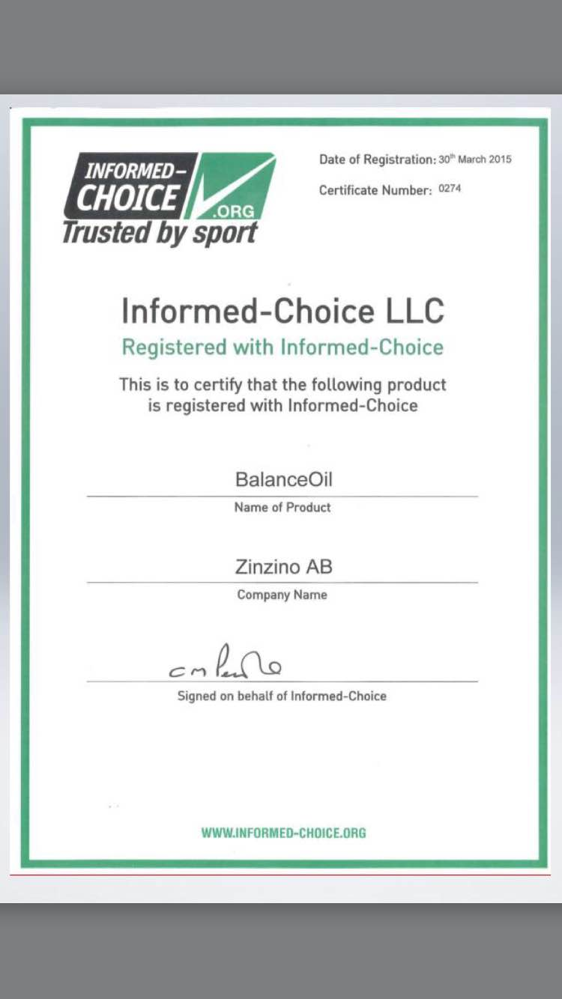 INFORMED-
CHOICE
.ORG
Trusted by sport
Date of Registration: 30th March 2015
Certificate Number: 0274
Informed-Choice LLC
Registered with Informed-Choice
This is to certify that the following product
is registered with Informed-Choice
BalanceOil
Name of Product
Zinzino AB
Company Name
Signed on behalf of Informed-Choice
WWW.INFORMED-CHOICE.ORG